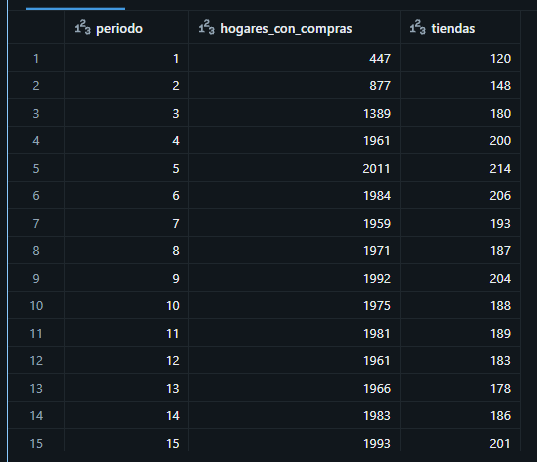 1²3 periodo 1²3 hogares_con_compras 1²3 tiendas
1 1 447 120
2 2 877 148
3 3 1389 180
4 4 1961 200
5 5 2011 214
6 6 1984 206
7 7 1959 193
8 8 1971 187
9 9 1992 204
10 10 1975 188
11 11 1981 189
12 12 1961 183
13 13 1966 178
14 14 1983 186
15 15 1993 201